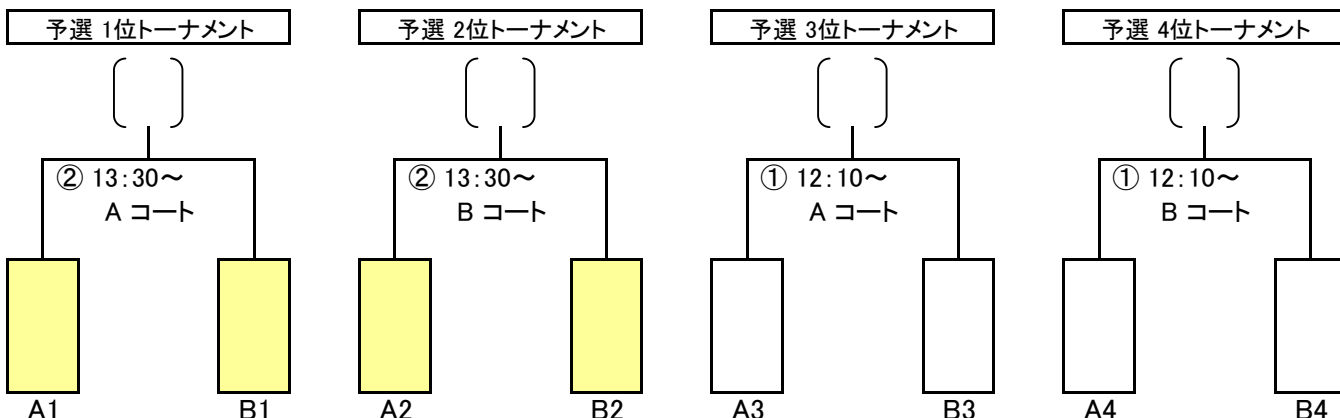 予選 1位トーナメント
② 13:30～
A コート
A1
B1
予選 2位トーナメント
② 13:30～
B コート
A2
B2
予選 3位トーナメント
① 12:10～
A コート
A3
B3
予選 4位トーナメント
① 12:10～
B コート
A4
B4